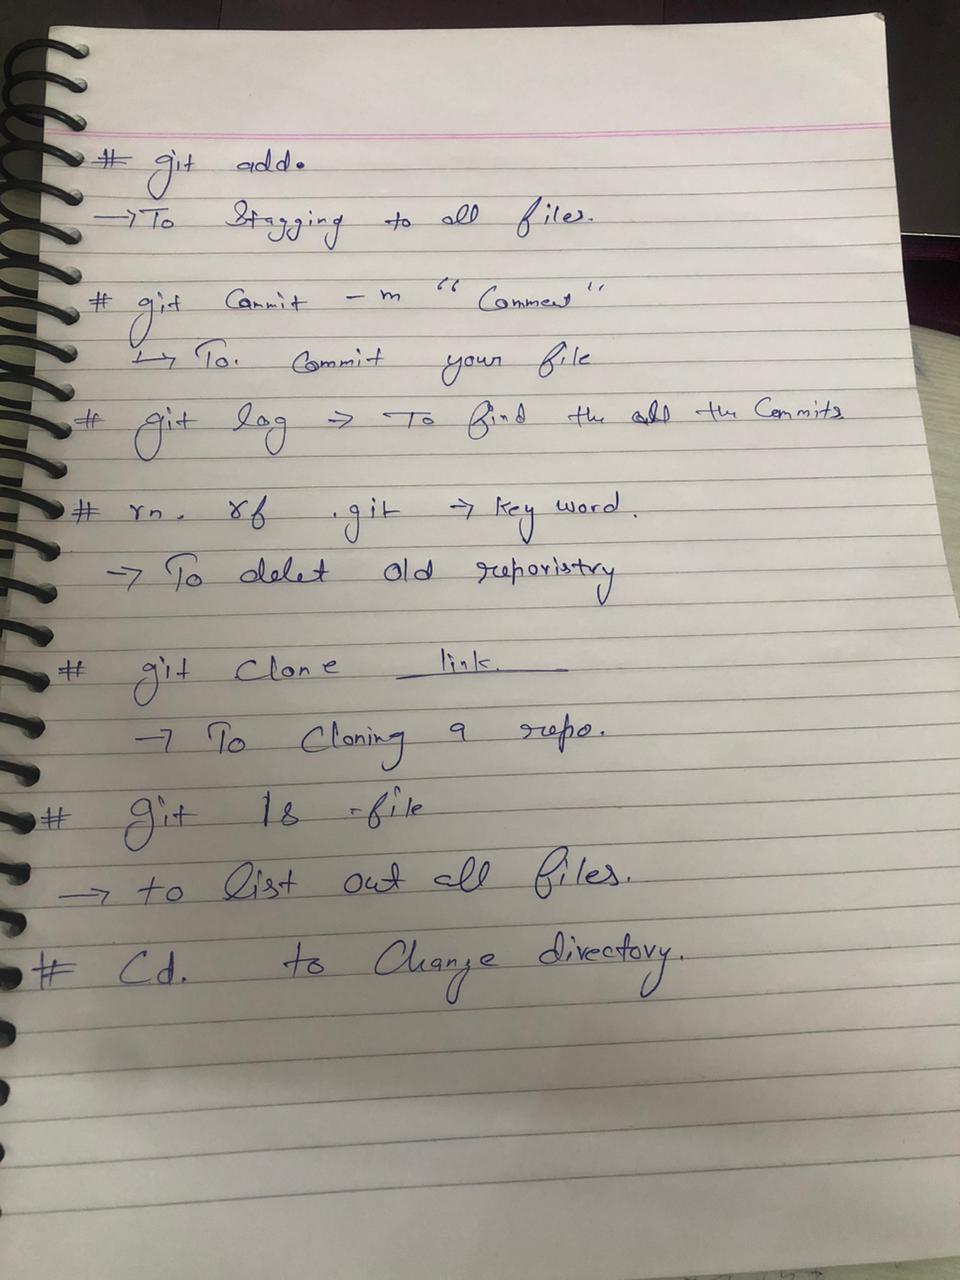 # git add.
→ To Stagging to all files.
# git Commit -m "Comment"
↳ To. Commit your file
# git log → To find the all the Commits
# rn. rf .git → Key word.
→ To delet old reporistry
# git Clone link.
→ To Cloning a repo.
# git ls -file
→ to list out all files.
# Cd. to Change directory.